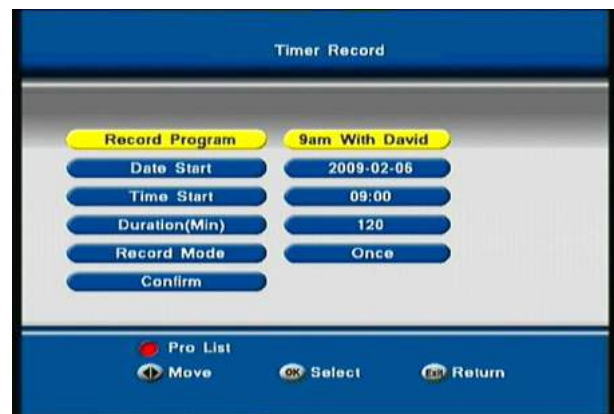 Timer Record
Record Program 9am With David
Date Start 2009-02-06
Time Start 09:00
Duration(Min) 120
Record Mode Once
Confirm
Pro List
Move OK Select Exit Return